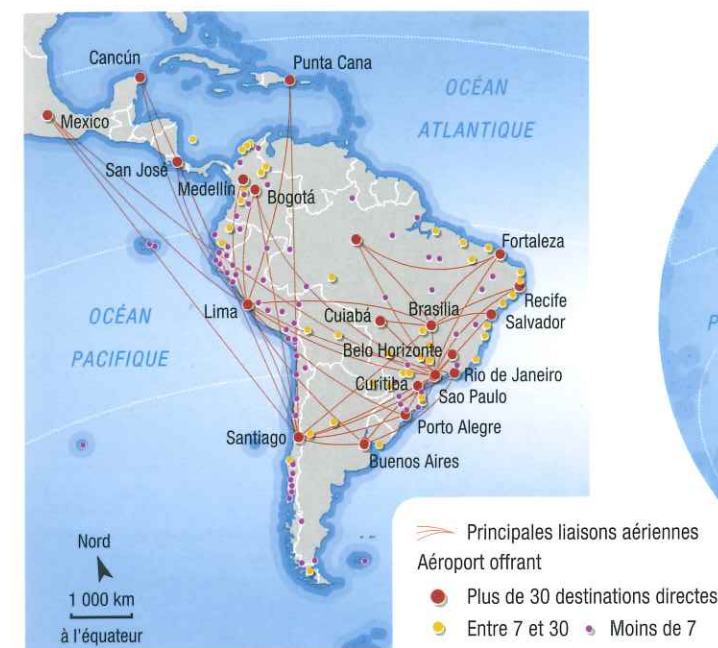 Cancún
Punta Cana
OCÉAN
ATLANTIQUE
Mexico
San José
Medellín
Bogotá
Fortaleza
Lima
Cuiabá
Brasília
Recife
Salvador
OCÉAN
PACIFIQUE
Belo Horizonte
Curitiba
Rio de Janeiro
Sao Paulo
Santiago
Porto Alegre
Buenos Aires
Nord
1 000 km
à l'équateur
Principales liaisons aériennes
Aéroport offrant
Plus de 30 destinations directes
Entre 7 et 30
Moins de 7
P